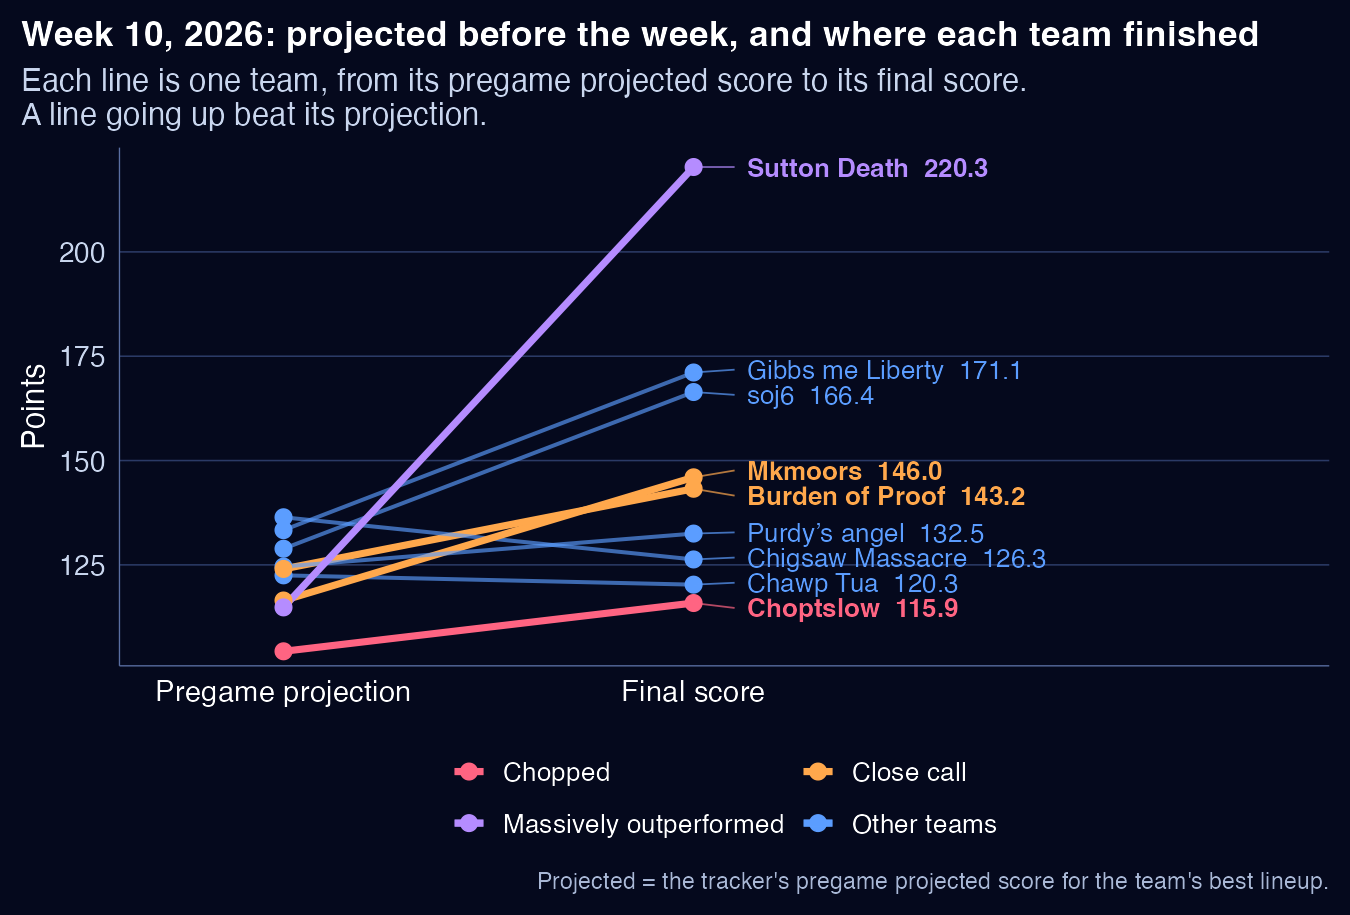 Week 10, 2026: projected before the week, and where each team finished
Each line is one team, from its pregame projected score to its final score.
A line going up beat its projection.
Points
200
175
150
125
Sutton Death 220.3
Gibbs me Liberty 171.1
soj6 166.4
Mkmoors 146.0
Burden of Proof 143.2
Purdy’s angel 132.5
Chigsaw Massacre 126.3
Chawp Tua 120.3
Choptslow 115.9
Pregame projection
Final score
Chopped
Close call
Massively outperformed
Other teams
Projected = the tracker's pregame projected score for the team's best lineup.